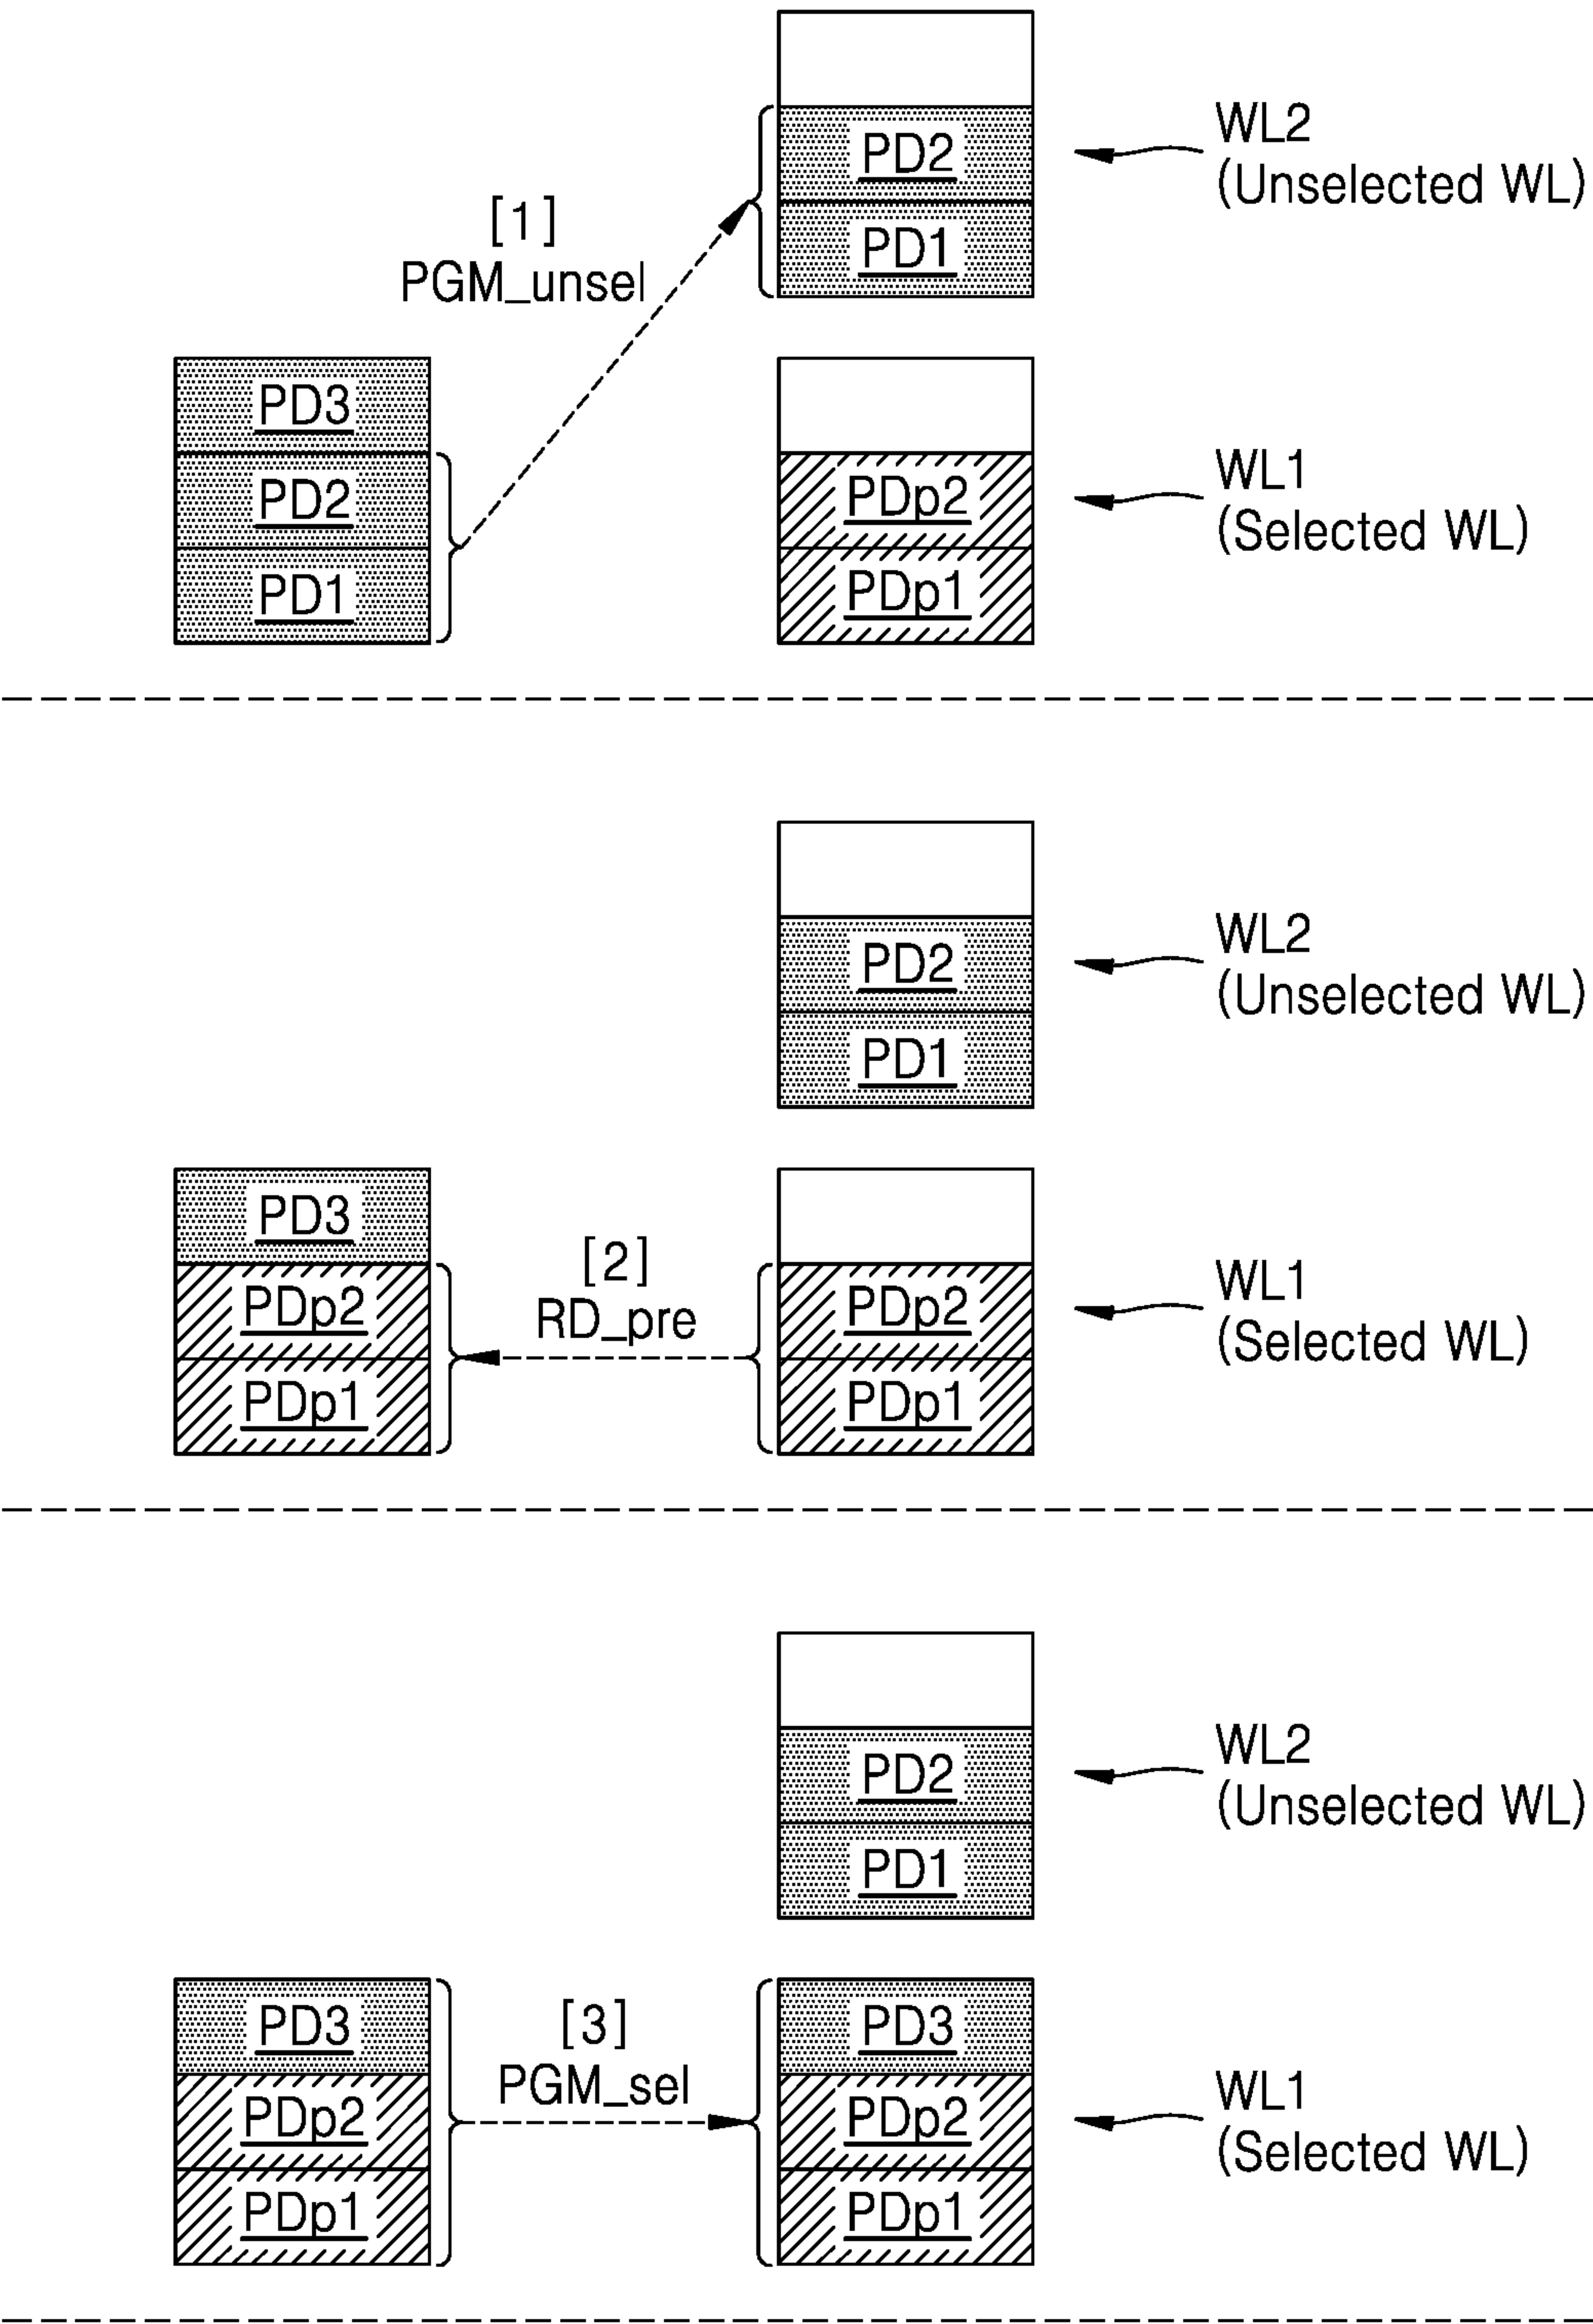 PD2
WL2
(Unselected WL)
PD1
[1]
PGM_unsel
PD3
PD2
WL1
PDp2
(Selected WL)
PD1
PDp1
PD2
WL2
(Unselected WL)
PD1
PD3
[2]
WL1
PDp2
RD_pre
PDp2
(Selected WL)
PDp1
PDp1
PD2
WL2
(Unselected WL)
PD1
PD3
[3]
PD3
PDp2
PGM_sel
PDp2
WL1
(Selected WL)
PDp1
PDp1